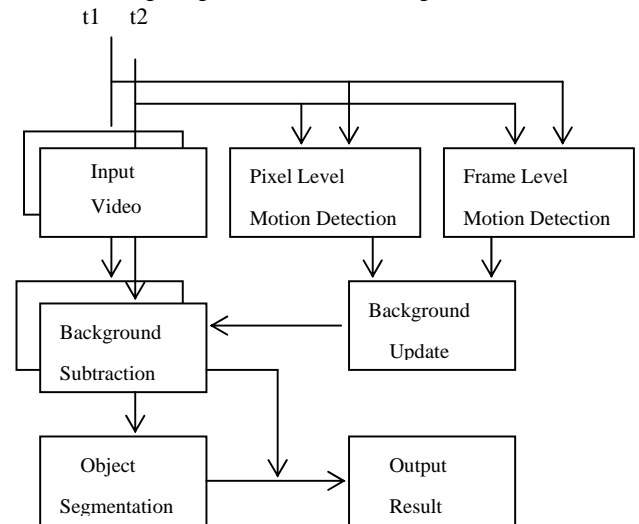 t1 t2
Input
Video
Pixel Level
Motion Detection
Frame Level
Motion Detection
Background
Subtraction
Background
Update
Object
Segmentation
Output
Result